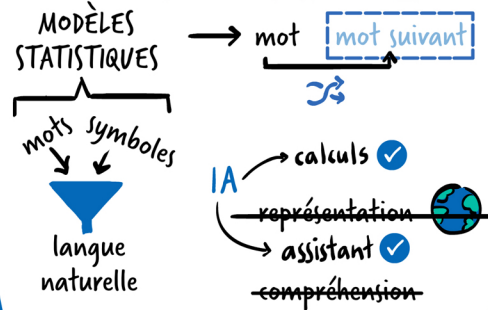 MODÈLES
STATISTIQUES
mot mot suivant
mots symboles
langue
naturelle
IA
calculs
représentation
assistant
compréhension